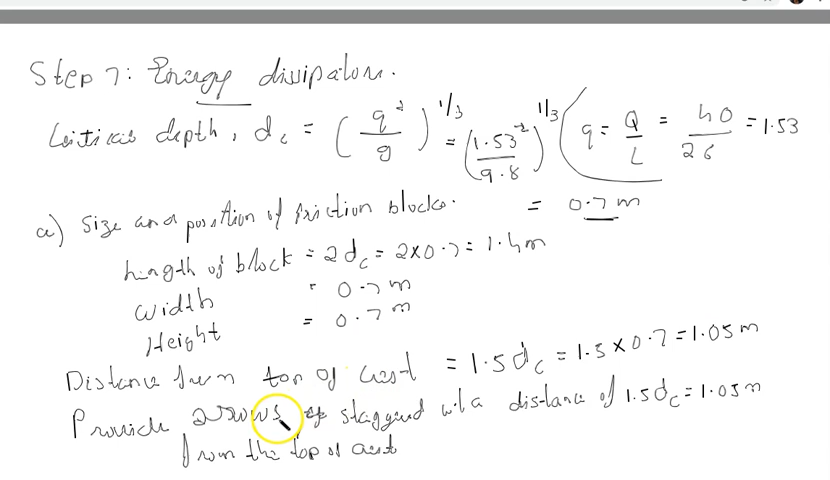 Step 7: Energy dissipators.
Critical depth, dc = (q²/g)^1/3 = (1.53²/9.8)^1/3 (q = Q/L = 40/26 = 1.53
= 0.7 m
a) Size and position of friction blocks.
Length of block = 2dc = 2×0.7 = 1.4m
Width = 0.7 m
Height = 0.7 m
Distance from top of crest = 1.5dc = 1.5×0.7 = 1.05m
Provide 2 rows of staggered with a distance of 1.5dc = 1.05m
from the top of crest